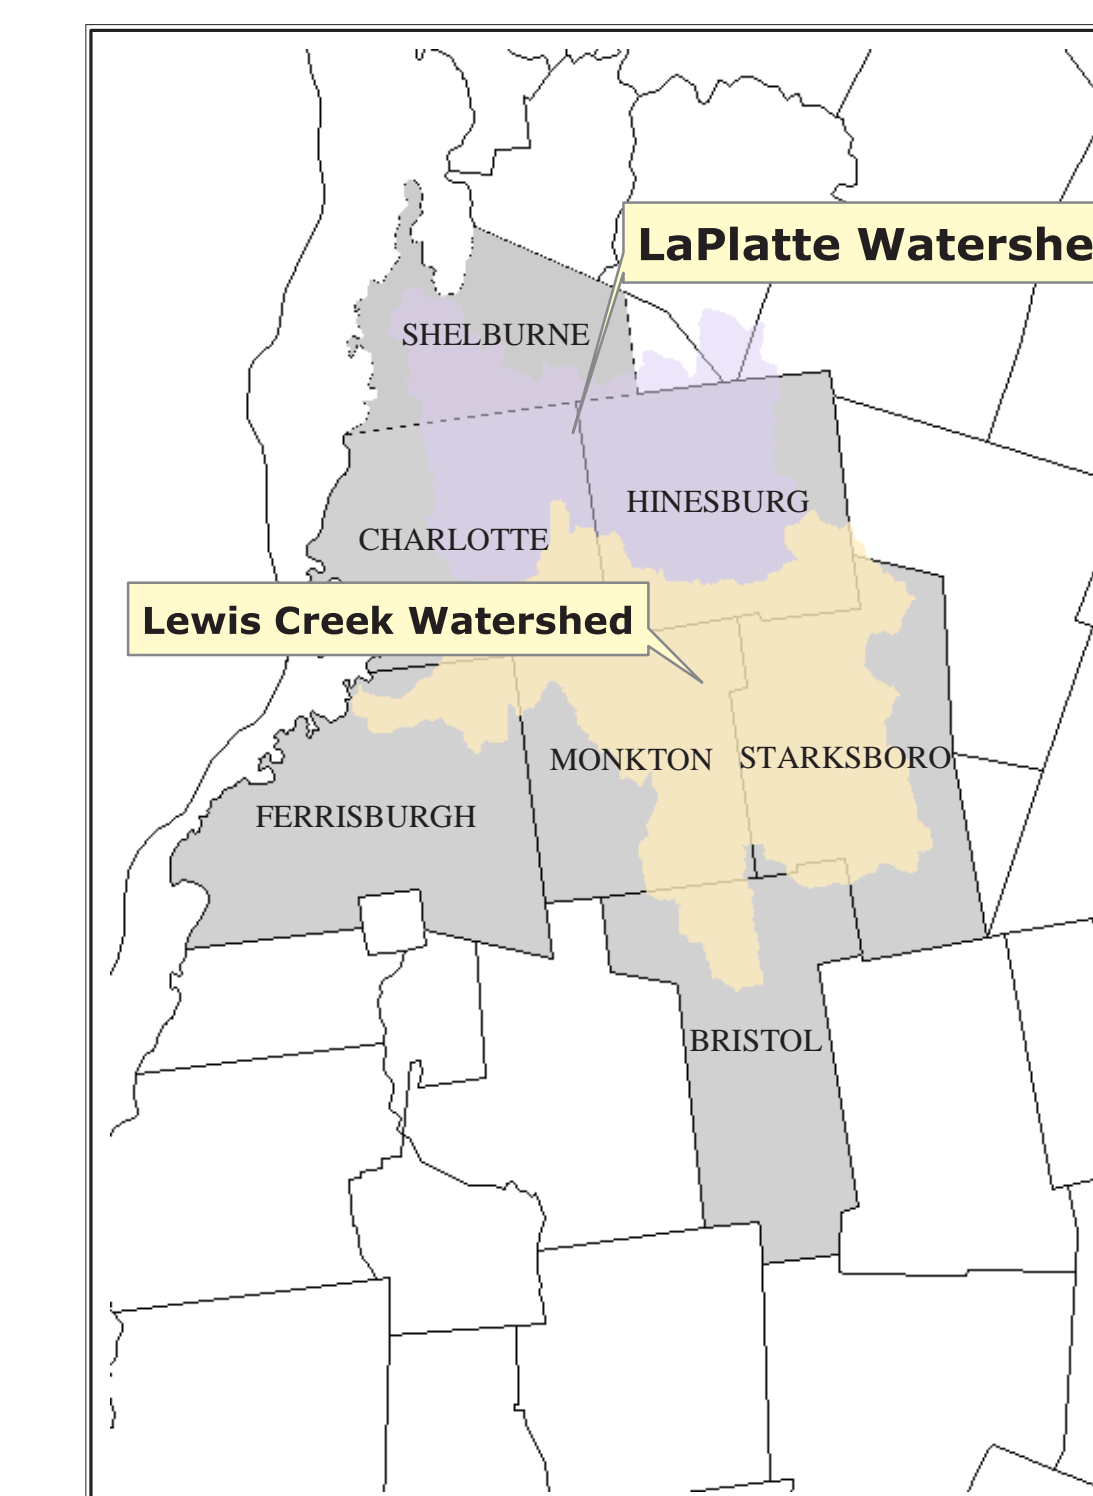 LaPlatte Watershe
SHELBURNE
HINESBURG
CHARLOTTE
Lewis Creek Watershed
MONKTON
STARKSBORO
FERRISBURGH
BRISTOL